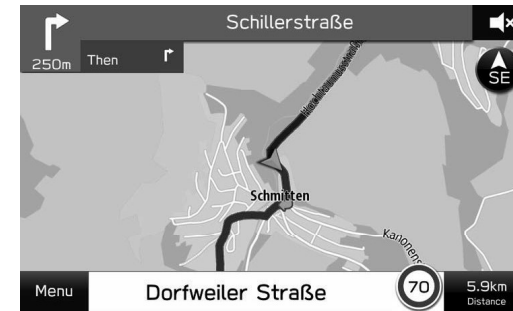 Schillerstraße
250m
Then
SE
Schmitten
Menu
Dorfweiler Straße
70
5.9km
Distance